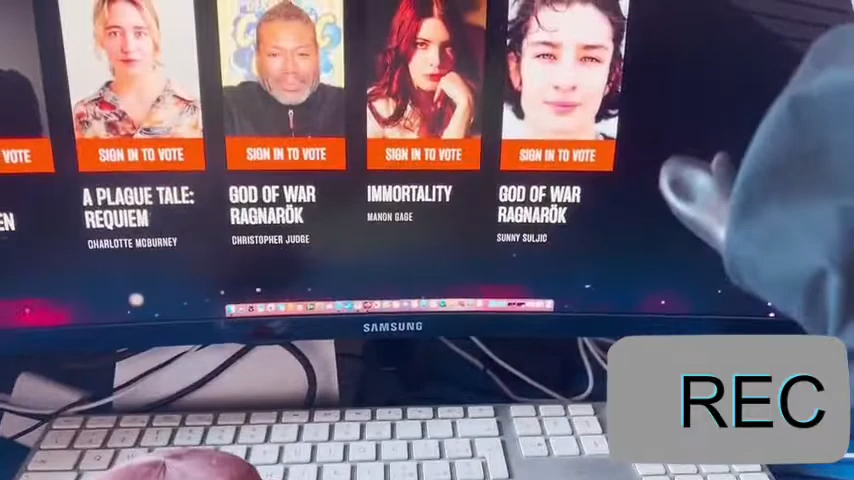 VOTE
SIGN IN TO VOTE
SIGN IN TO VOTE
SIGN IN TO VOTE
SIGN IN TO VOTE
EN
A PLAGUE TALE:
REQUIEM
CHARLOTTE MCBURNEY
GOD OF WAR
RAGNARÖK
CHRISTOPHER JUDGE
IMMORTALITY
MANON GAGE
GOD OF WAR
RAGNARÖK
SUNNY SULJIC
SAMSUNG
REC